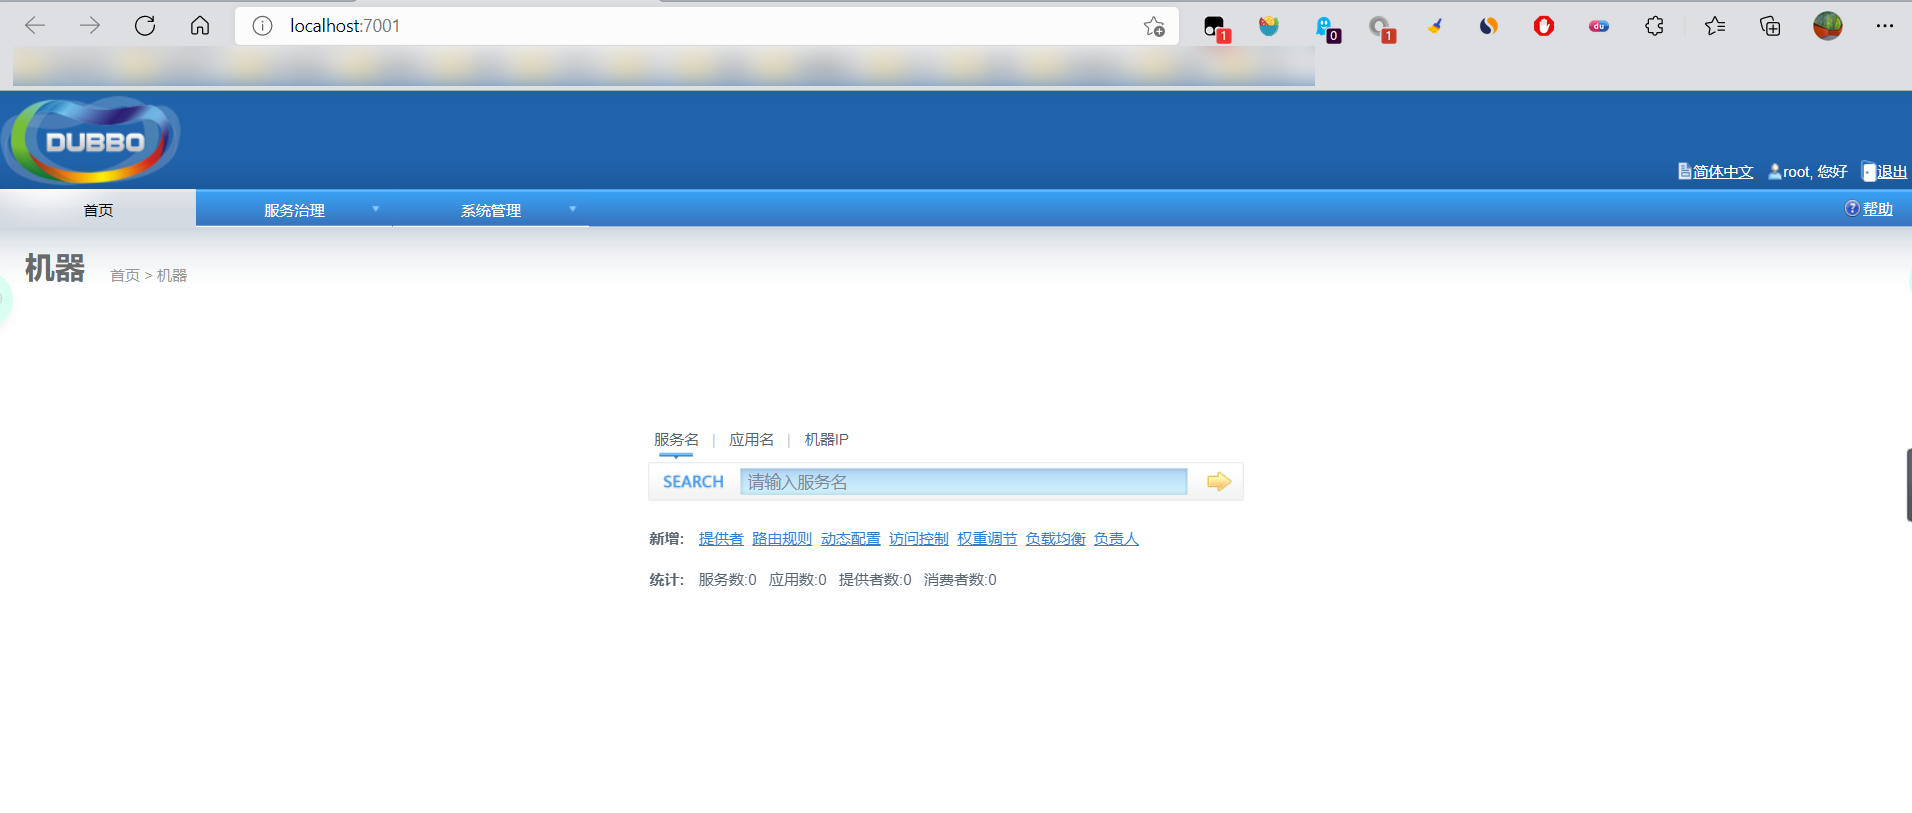 localhost:7001
1
0
1
du
DUBBO
简体中文 root, 您好 退出
首页 服务治理 系统管理 帮助
机器 首页 > 机器
服务名 | 应用名 | 机器IP
SEARCH 请输入服务名
新增: 提供者 路由规则 动态配置 访问控制 权重调节 负载均衡 负责人
统计: 服务数:0 应用数:0 提供者数:0 消费者数:0